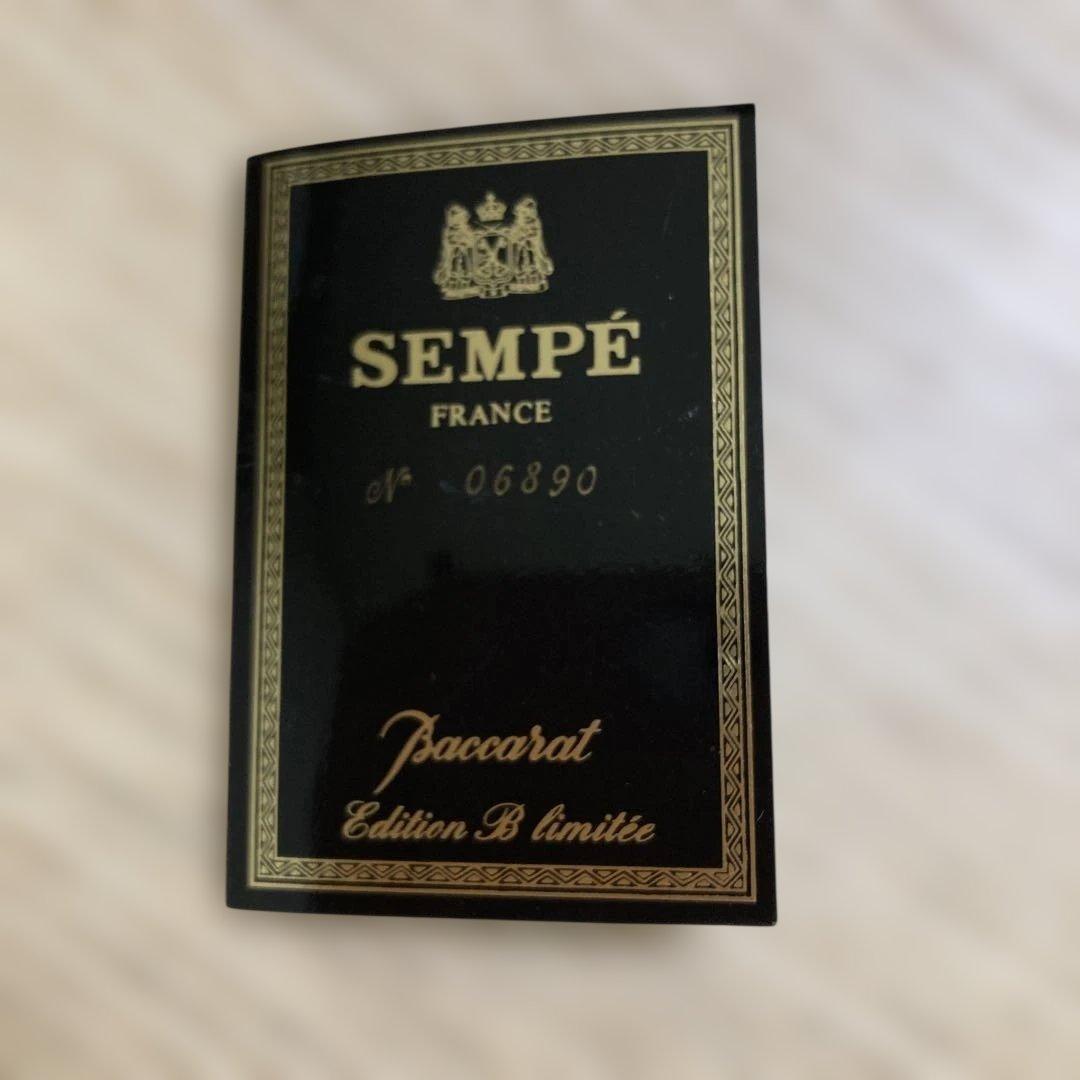 SEMPÉ
FRANCE
Nº 06890
Baccarat
Edition B limitée